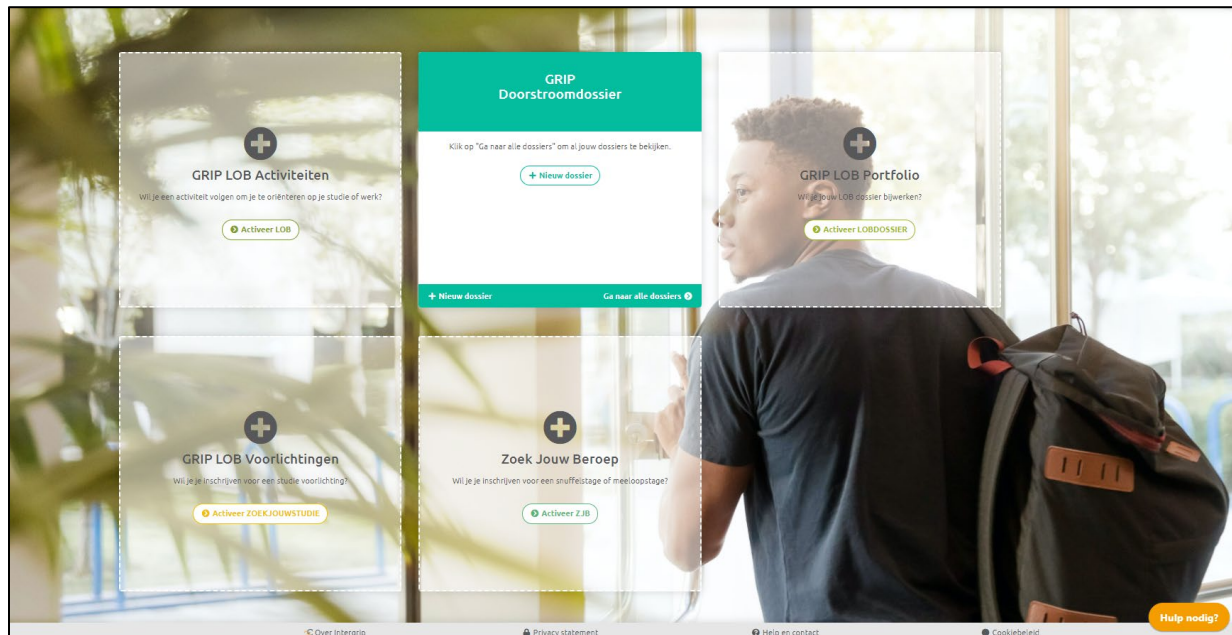 GRIP
Doorstroomdossier
GRIP LOB Activiteiten
Wil je een activiteit volgen om je te oriënteren op je studie of werk?
Activeer LOB
Klik op "Ga naar alle dossiers" om al jouw dossiers te bekijken.
+ Nieuw dossier
GRIP LOB Portfolio
Wil je jouw LOB dossier bijwerken?
Activeer LOBDOSSIER
+ Nieuw dossier
Ga naar alle dossiers
GRIP LOB Voorlichtingen
Wil je je inschrijven voor een studie voorlichting?
Activeer ZOEKJOUWSTUDIE
Zoek Jouw Beroep
Wil je je inschrijven voor een snuffelstage of meeloopstage?
Activeer ZJB
Hulp nodig?
Over Intergrip
Privacy statement
Help en contact
Cookiebeleid